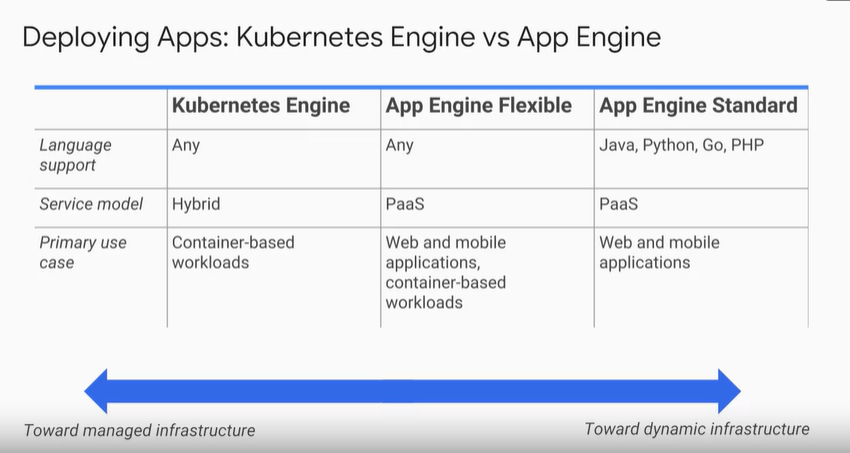 Deploying Apps: Kubernetes Engine vs App Engine
Kubernetes Engine
App Engine Flexible
App Engine Standard
Language
support
Any
Any
Java, Python, Go, PHP
Service model
Hybrid
PaaS
PaaS
Primary use
case
Container-based
workloads
Web and mobile
applications,
container-based
workloads
Web and mobile
applications
Toward managed infrastructure
Toward dynamic infrastructure